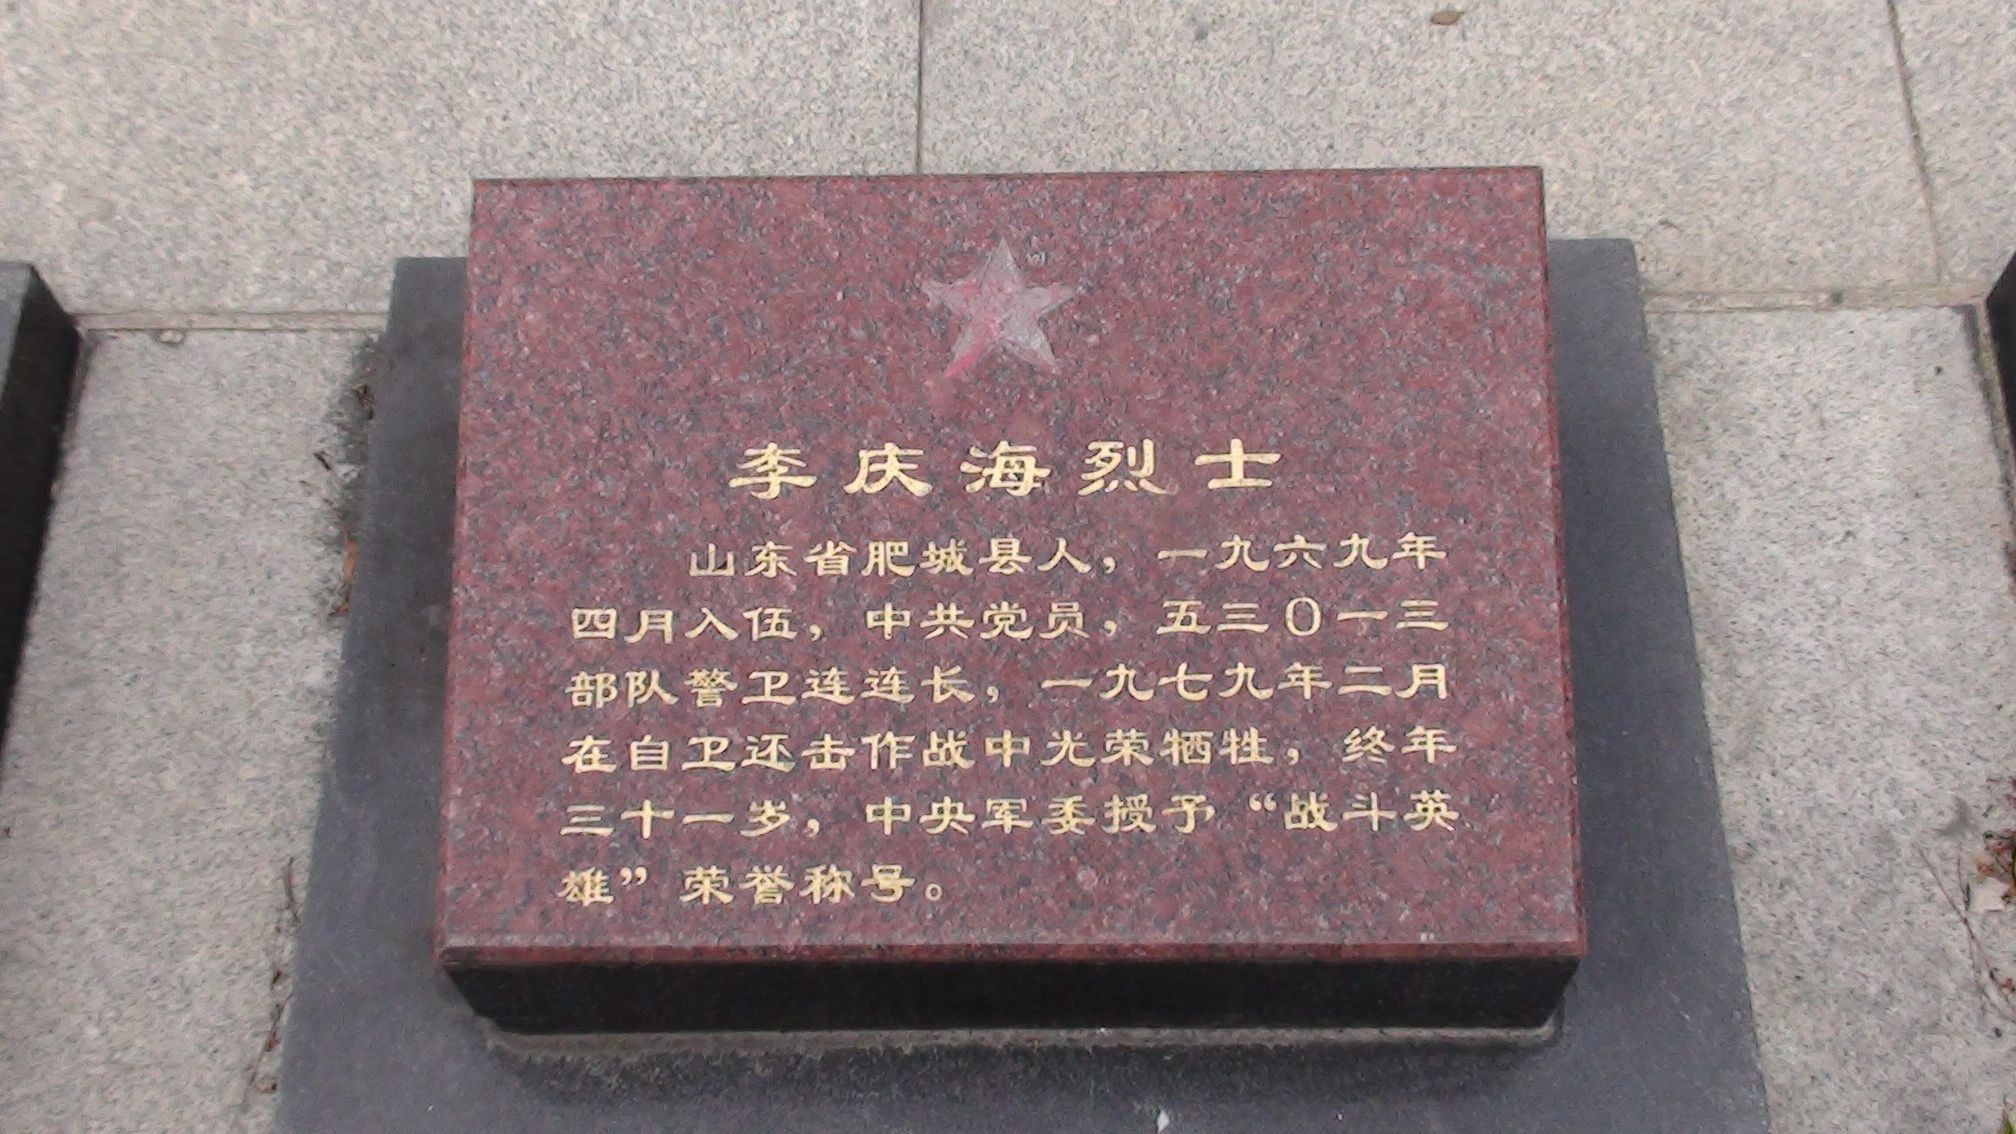 李庆海烈士
山东省肥城县人，一九六九年
四月入伍，中共党员，五三〇一三
部队警卫连连长，一九七九年二月
在自卫还击作战中光荣牺牲，终年
三十一岁，中央军委授予“战斗英
雄”荣誉称号。